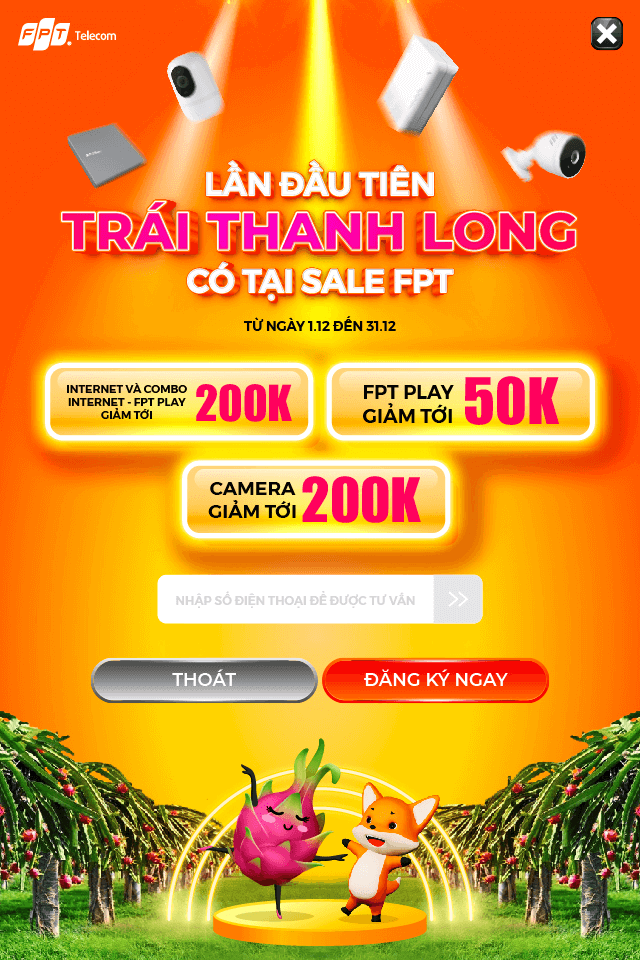 FPT Telecom
LẦN ĐẦU TIÊN
TRÁI THANH LONG
CÓ TẠI SALE FPT
TỪ NGÀY 1.12 ĐẾN 31.12
INTERNET VÀ COMBO
INTERNET - FPT PLAY
GIẢM TỚI
200K
FPT PLAY
GIẢM TỚI
50K
CAMERA
GIẢM TỚI
200K
NHẬP SỐ ĐIỆN THOẠI ĐỂ ĐƯỢC TƯ VẤN
THOÁT
ĐĂNG KÝ NGAY